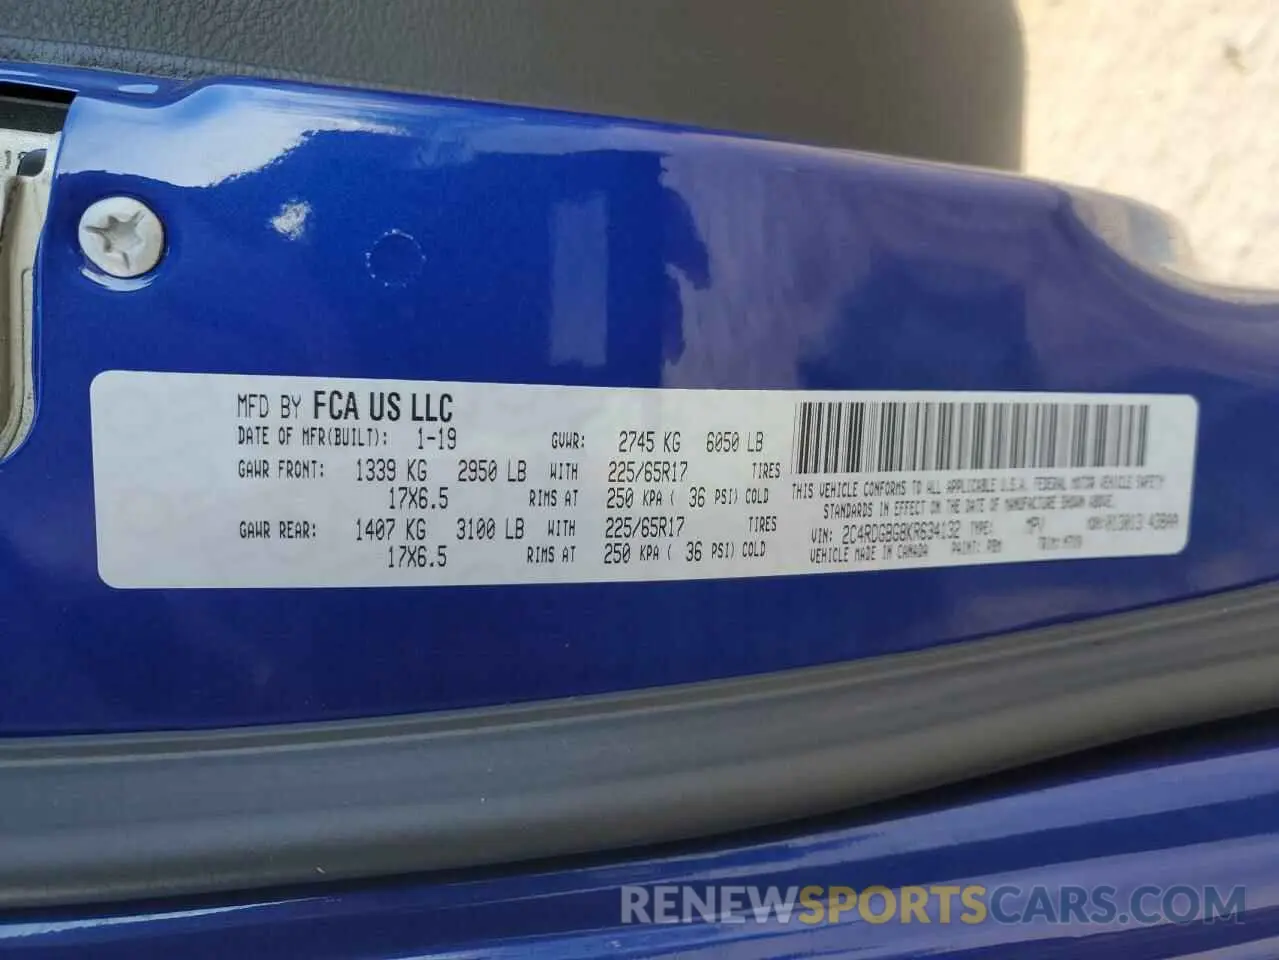 MFD BY FCA US LLC
DATE OF MFR(BUILT): 1-19 GVWR: 2745 KG 6050 LB
GAWR FRONT: 1339 KG 2950 LB WITH 225/65R17 TIRES
17X6.5 RIMS AT 250 KPA ( 36 PSI) COLD
GAWR REAR: 1407 KG 3100 LB WITH 225/65R17 TIRES
17X6.5 RIMS AT 250 KPA ( 36 PSI) COLD
THIS VEHICLE CONFORMS TO ALL APPLICABLE U.S.A. FEDERAL MOTOR VEHICLE SAFETY
STANDARDS IN EFFECT ON THE DATE OF MANUFACTURE SHOWN ABOVE.
VIN: 2C4RDGBG8KR634132 TYPE: MPV
VEHICLE MADE IN CANADA PAINT: PBM
RENEWSPORTSCARS.COM